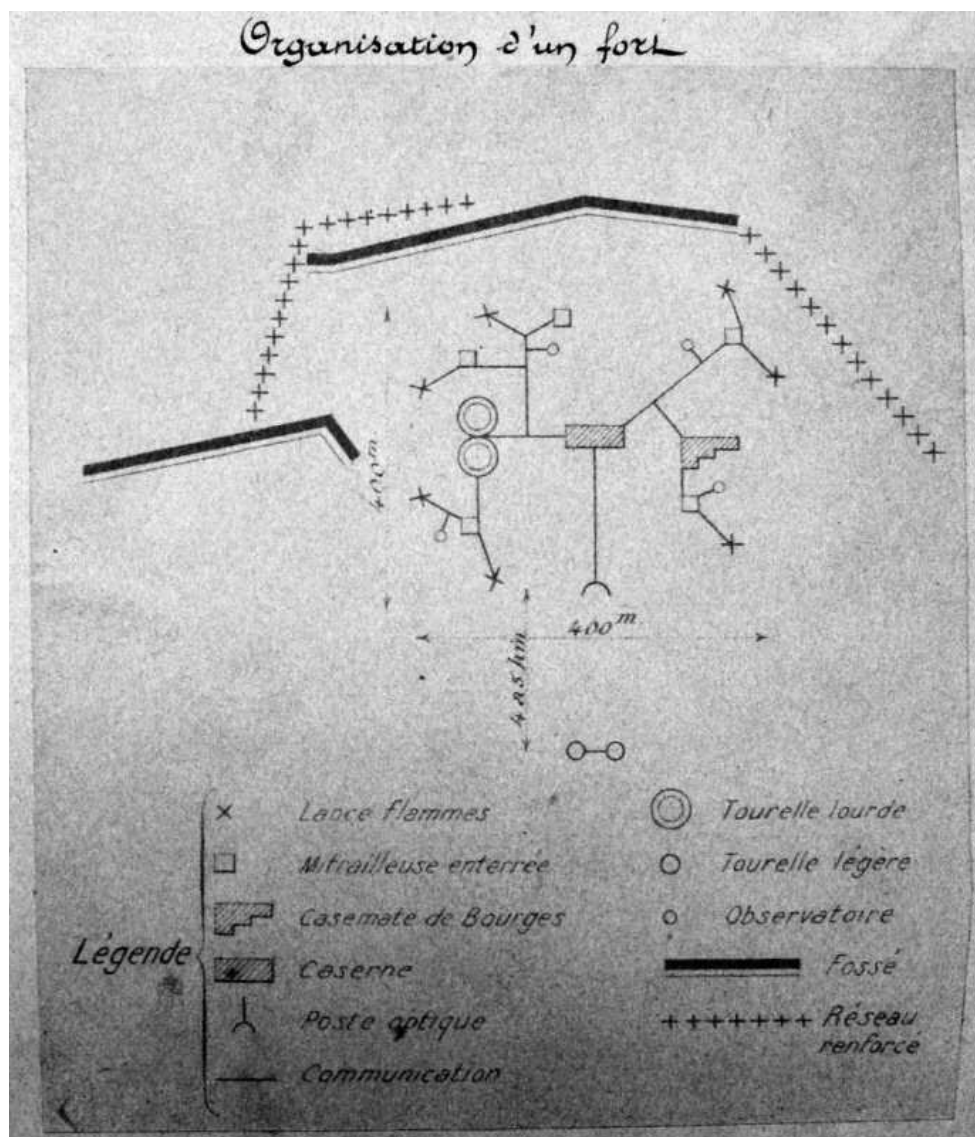 Organisation d'un fort
400m
400m
4 à 5 hm
Légende
Lance flammes
Mitrailleuse enterrée
Casemate de Bourges
Caserne
Poste optique
Communication
Tourelle lourde
Tourelle légère
Observatoire
Fossé
Réseau
renforcé